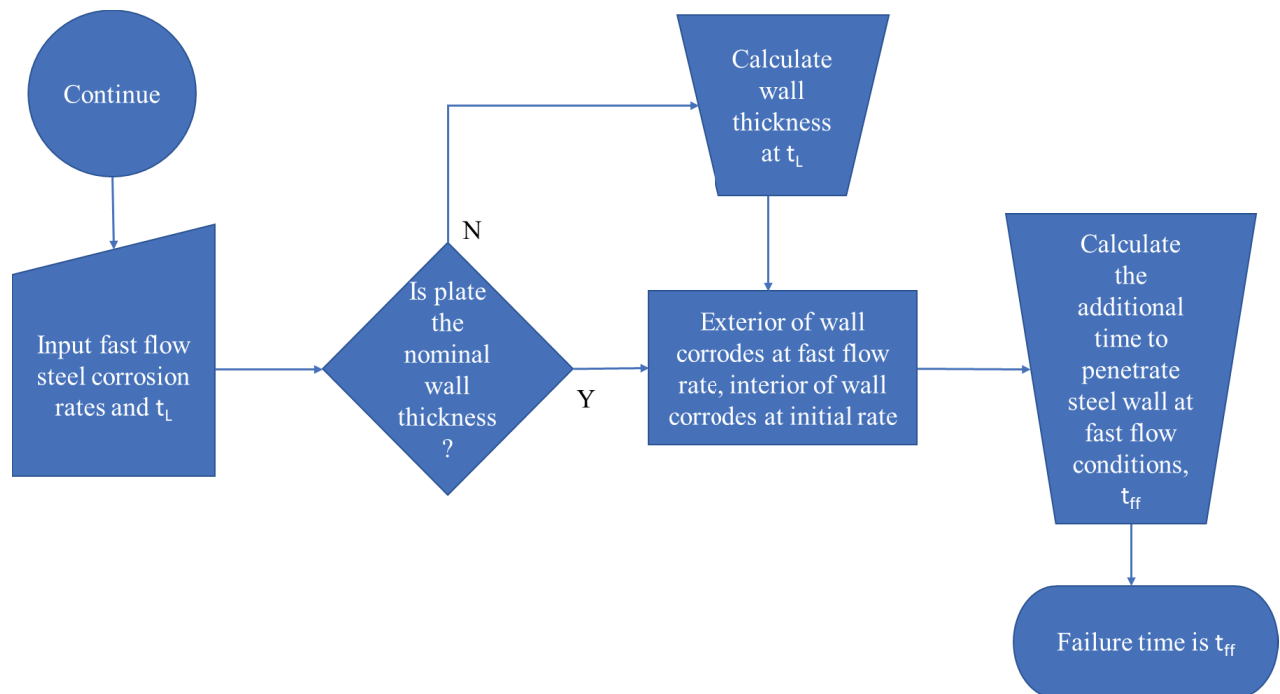 Continue
Input fast flow
steel corrosion
rates and tL
N
Is plate
the
nominal
wall
thickness
?
Y
Calculate
wall
thickness
at tL
Exterior of wall
corrodes at fast flow
rate, interior of wall
corrodes at initial rate
Calculate
the
additional
time to
penetrate
steel wall at
fast flow
conditions,
tff
Failure time is tff